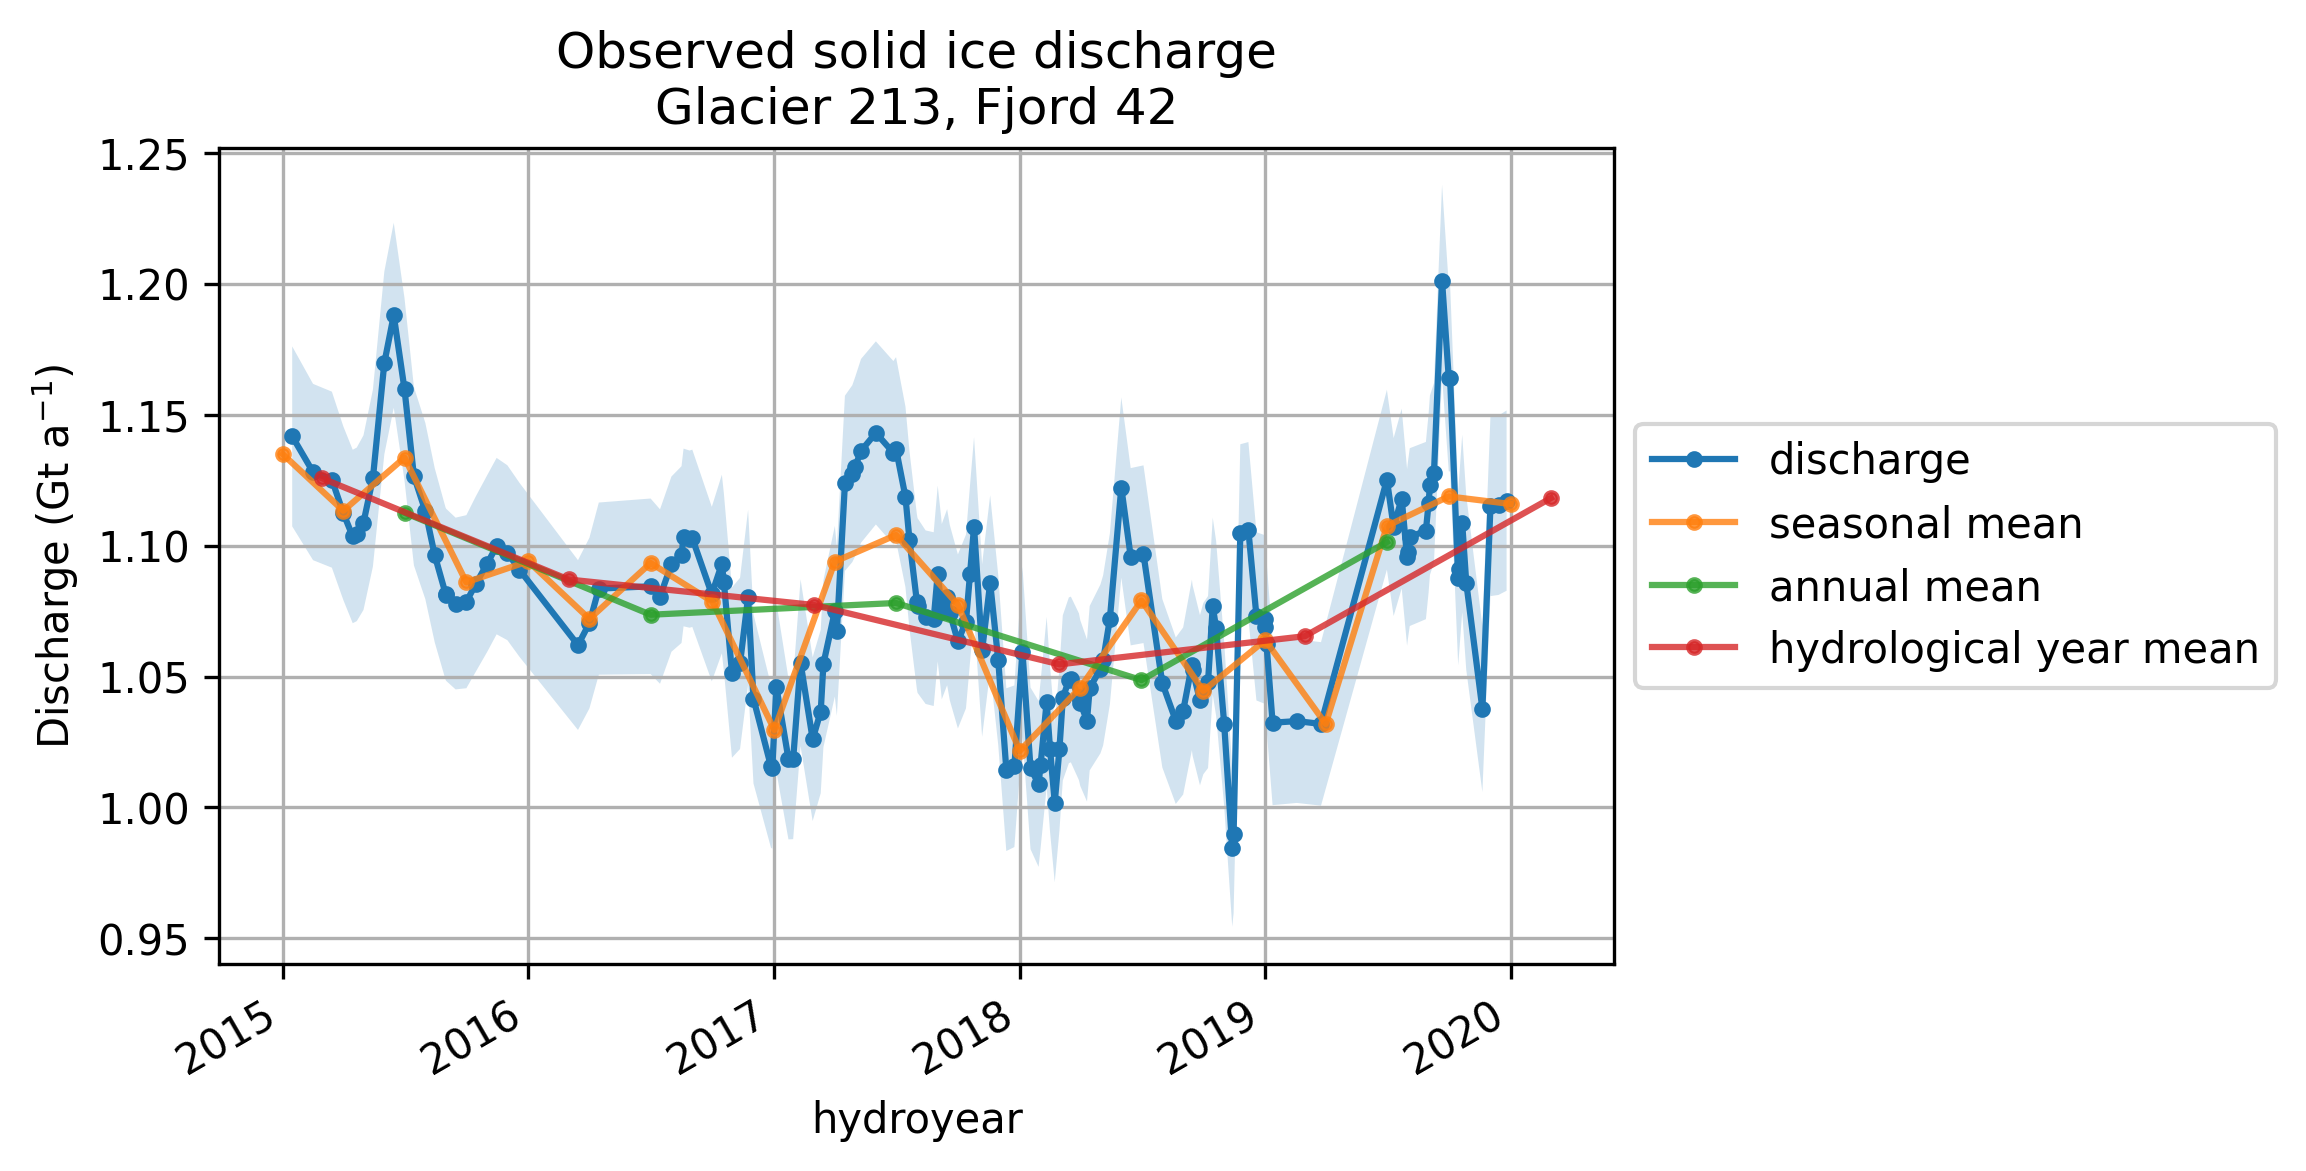 Observed solid ice discharge
Glacier 213, Fjord 42
Discharge (Gt a⁻¹)
1.25
1.20
1.15
1.10
1.05
1.00
0.95
2015
2016
2017
2018
2019
2020
hydroyear
discharge
seasonal mean
annual mean
hydrological year mean